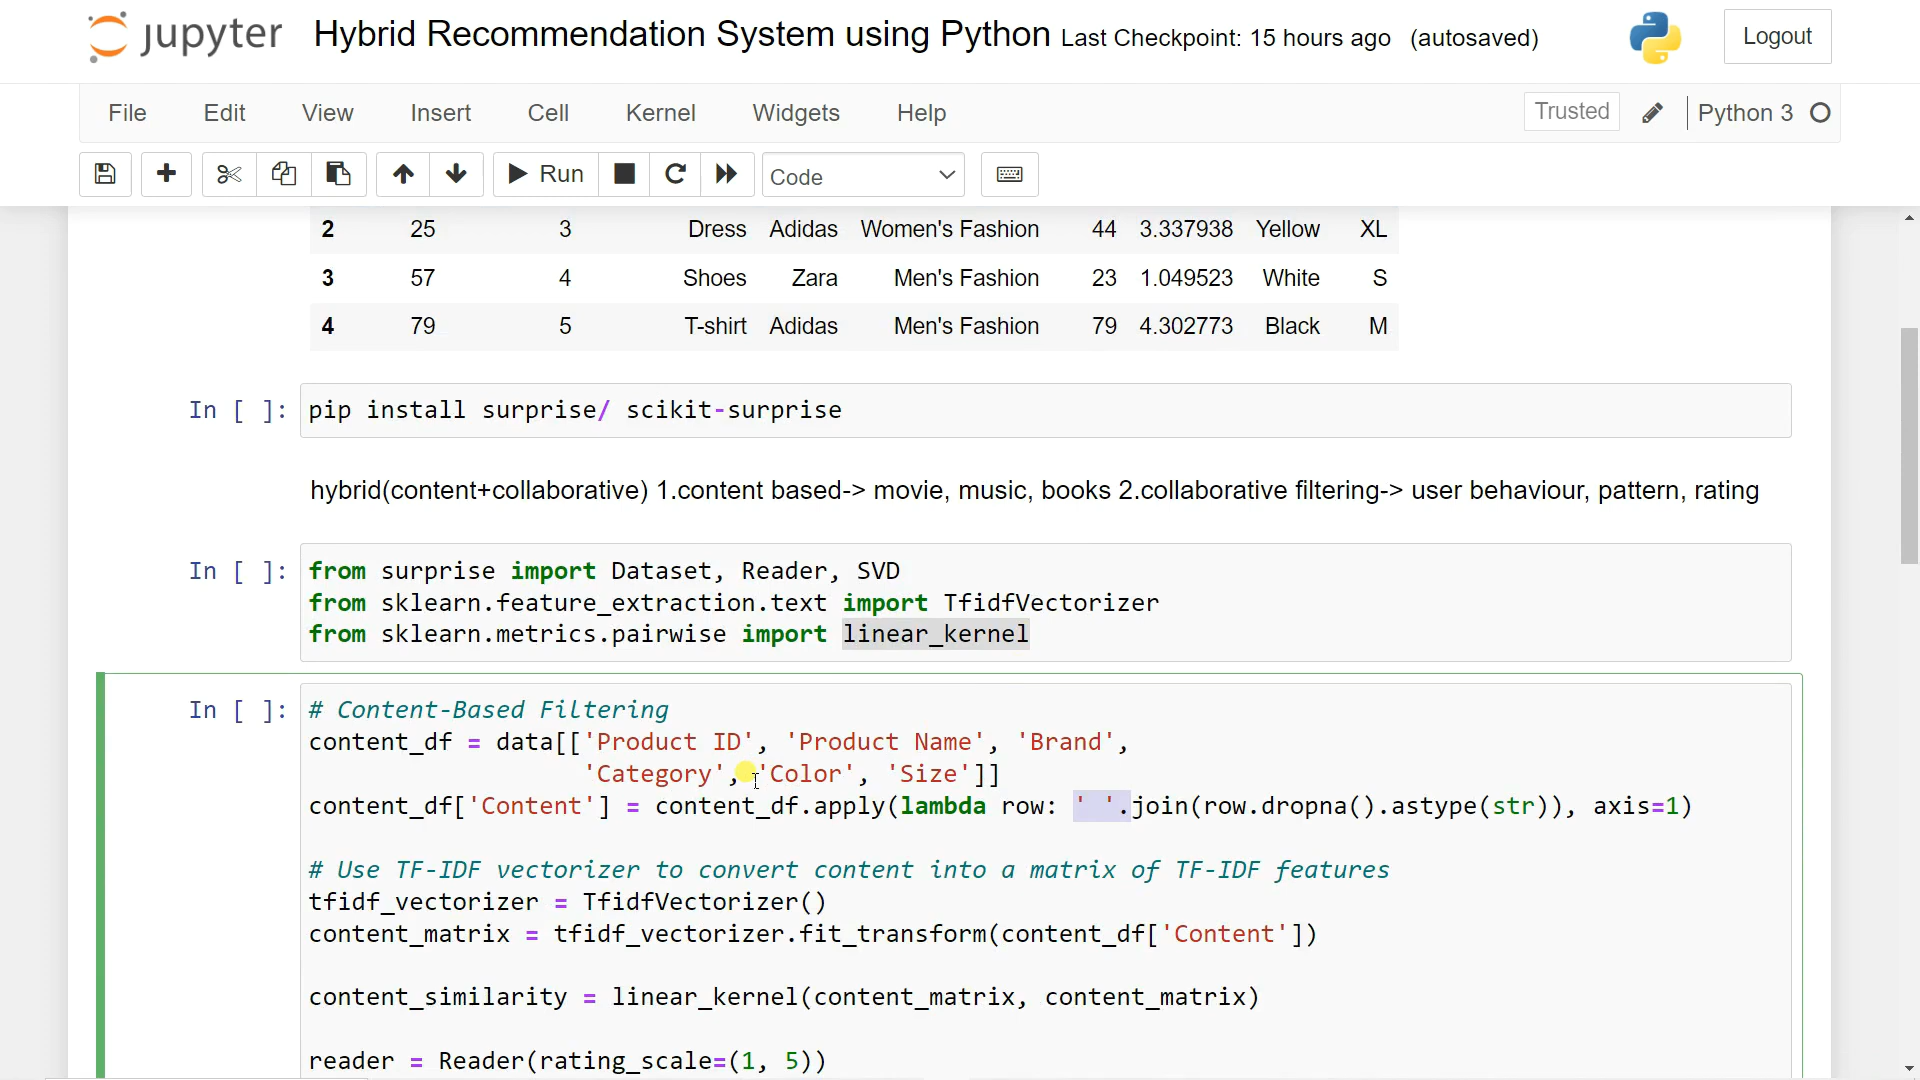 jupyter Hybrid Recommendation System using Python Last Checkpoint: 15 hours ago (autosaved) Logout
File Edit View Insert Cell Kernel Widgets Help Trusted Python 3
Run Code
2 25 3 Dress Adidas Women's Fashion 44 3.337938 Yellow XL
3 57 4 Shoes Zara Men's Fashion 23 1.049523 White S
4 79 5 T-shirt Adidas Men's Fashion 79 4.302773 Black M
In [ ]: pip install surprise/ scikit-surprise
hybrid(content+collaborative) 1.content based-> movie, music, books 2.collaborative filtering-> user behaviour, pattern, rating
In [ ]: from surprise import Dataset, Reader, SVD
from sklearn.feature_extraction.text import TfidfVectorizer
from sklearn.metrics.pairwise import linear_kernel
In [ ]: # Content-Based Filtering
content_df = data[['Product ID', 'Product Name', 'Brand',
'Category', 'Color', 'Size']]
content_df['Content'] = content_df.apply(lambda row: ' '.join(row.dropna().astype(str)), axis=1)
# Use TF-IDF vectorizer to convert content into a matrix of TF-IDF features
tfidf_vectorizer = TfidfVectorizer()
content_matrix = tfidf_vectorizer.fit_transform(content_df['Content'])
content_similarity = linear_kernel(content_matrix, content_matrix)
reader = Reader(rating_scale=(1, 5))